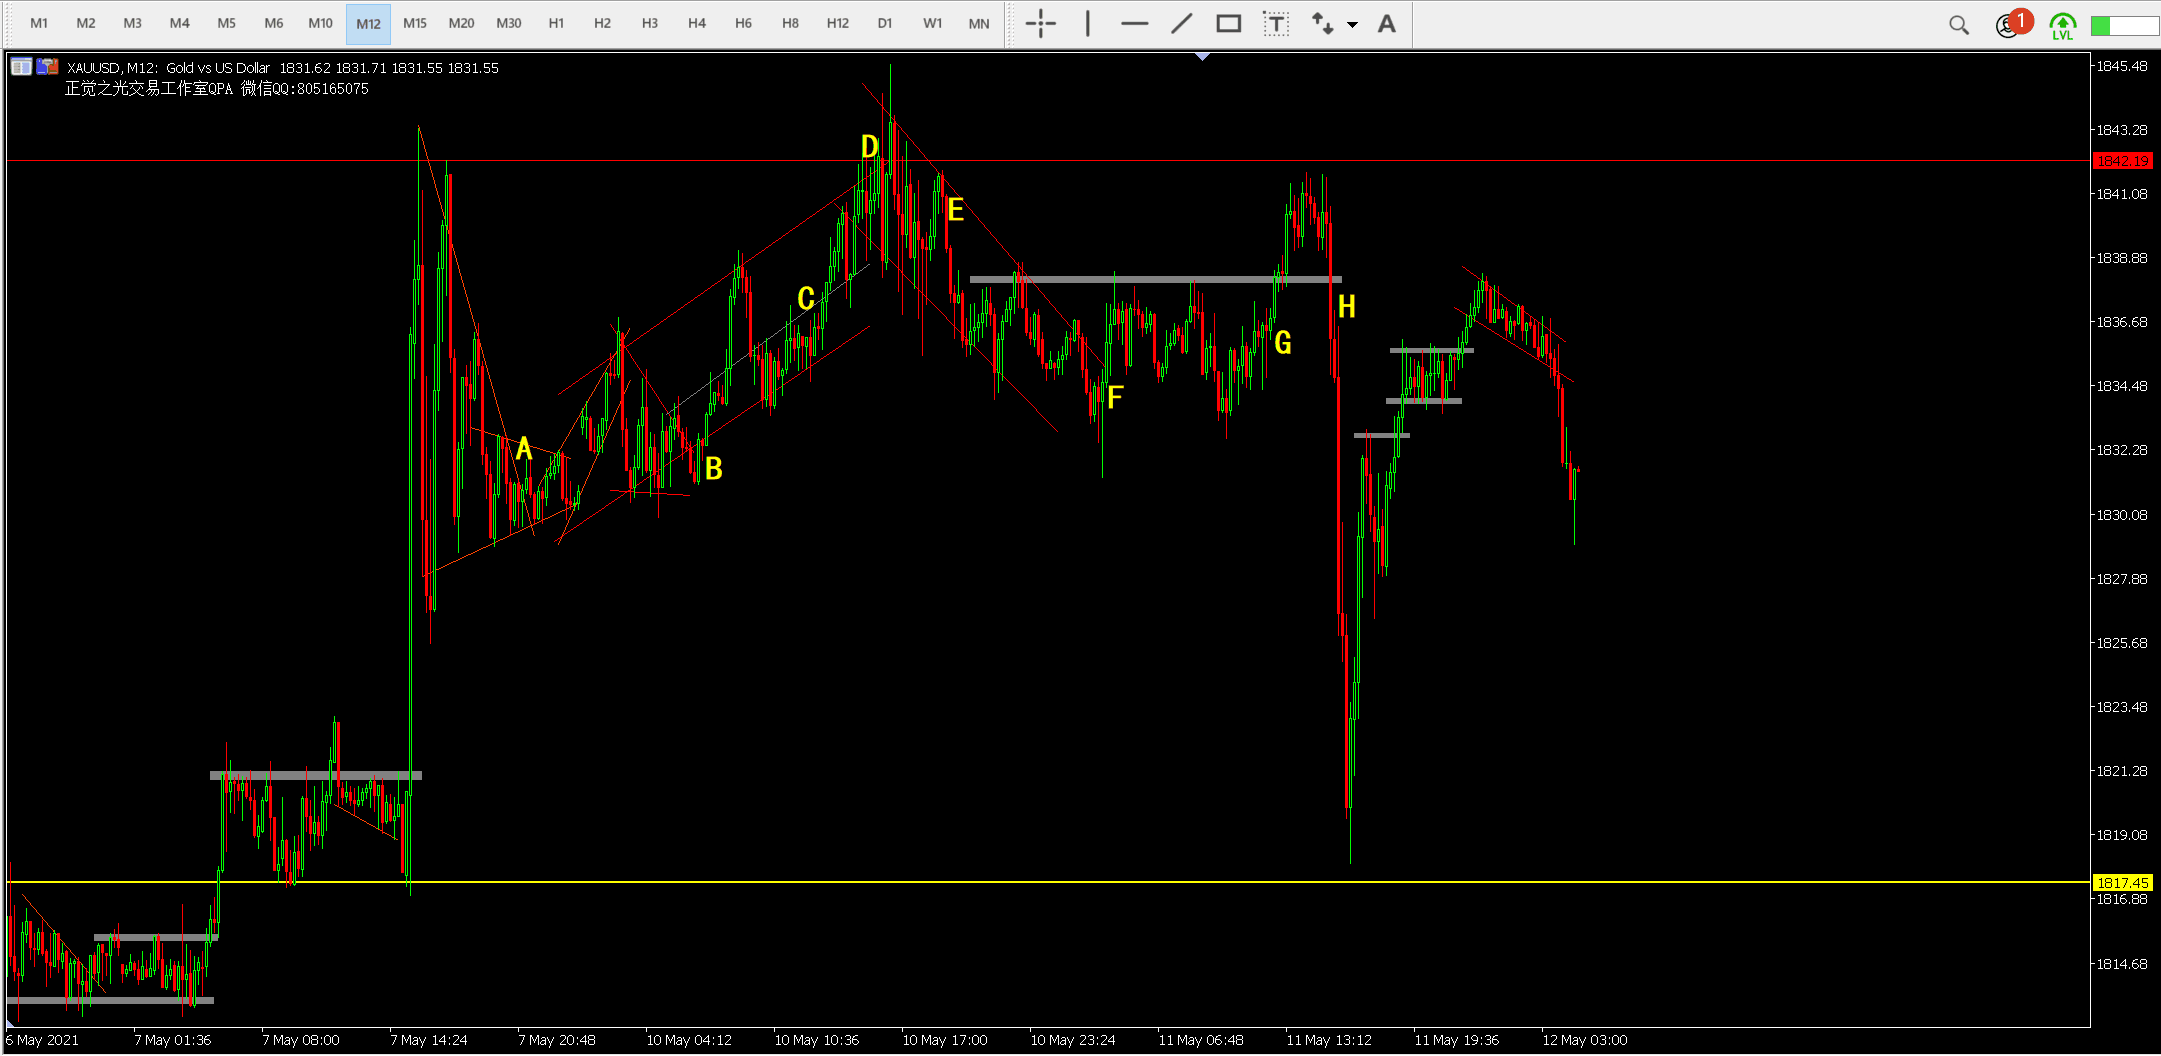 M1 M2 M3 M4 M5 M6 M10 M12 M15 M20 M30 H1 H2 H3 H4 H6 H8 H12 D1 W1 MN T A 1 LVL
XAUUSD, M12: Gold vs US Dollar 1831.62 1831.71 1831.55 1831.55
正觉之光交易工作室QPA 微信QQ:805165075
1845.48
1843.28
D
1842.19
1841.08
E
1838.88
C
H
1836.68
G
1834.48
F
A
1832.28
B
1830.08
1827.88
1825.68
1823.48
1821.28
1819.08
1817.45
1816.88
1814.68
6 May 2021 7 May 01:36 7 May 08:00 7 May 14:24 7 May 20:48 10 May 04:12 10 May 10:36 10 May 17:00 10 May 23:24 11 May 06:48 11 May 13:12 11 May 19:36 12 May 03:00